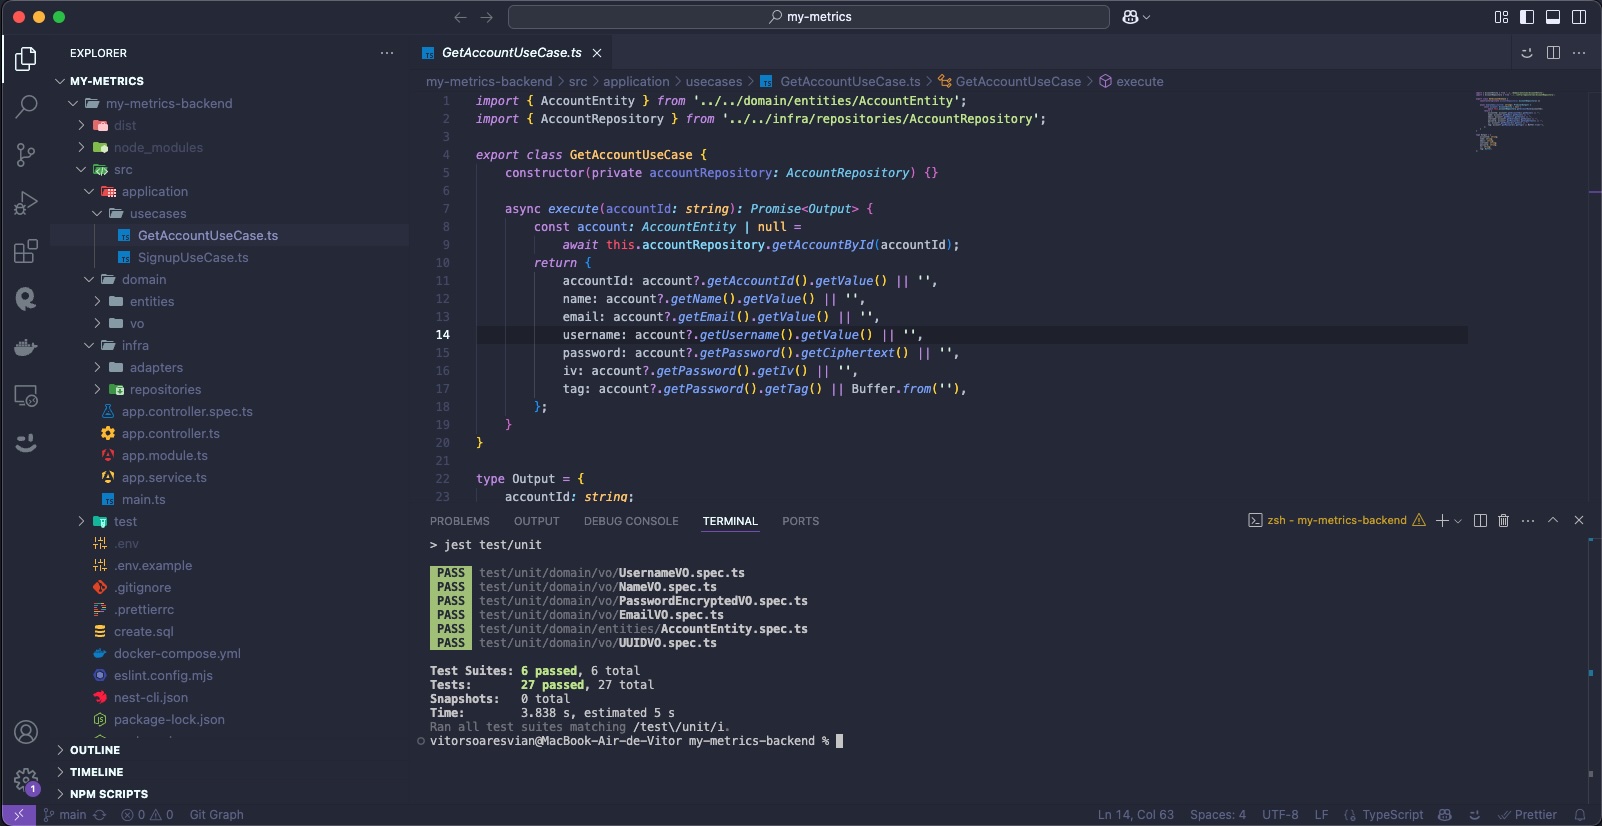 my-metrics
EXPLORER
MY-METRICS
my-metrics-backend
dist
node_modules
src
application
usecases
GetAccountUseCase.ts
SignupUseCase.ts
domain
entities
vo
infra
adapters
repositories
app.controller.spec.ts
app.controller.ts
app.module.ts
app.service.ts
main.ts
test
.env
.env.example
.gitignore
.prettierrc
create.sql
docker-compose.yml
eslint.config.mjs
nest-cli.json
package-lock.json
OUTLINE
TIMELINE
NPM SCRIPTS
TS GetAccountUseCase.ts
my-metrics-backend > src > application > usecases > TS GetAccountUseCase.ts > GetAccountUseCase > execute
1 import { AccountEntity } from '../../domain/entities/AccountEntity';
2 import { AccountRepository } from '../../infra/repositories/AccountRepository';
3
4 export class GetAccountUseCase {
5 constructor(private accountRepository: AccountRepository) {}
6
7 async execute(accountId: string): Promise<Output> {
8 const account: AccountEntity | null =
9 await this.accountRepository.getAccountById(accountId);
10 return {
11 accountId: account?.getAccountId().getValue() || '',
12 name: account?.getName().getValue() || '',
13 email: account?.getEmail().getValue() || '',
14 username: account?.getUsername().getValue() || '',
15 password: account?.getPassword().getCiphertext() || '',
16 iv: account?.getPassword().getIv() || '',
17 tag: account?.getPassword().getTag() || Buffer.from(''),
18 };
19 }
20 }
21
22 type Output = {
23 accountId: string;
PROBLEMS OUTPUT DEBUG CONSOLE TERMINAL PORTS
zsh - my-metrics-backend
> jest test/unit
PASS test/unit/domain/vo/UsernameVO.spec.ts
PASS test/unit/domain/vo/NameVO.spec.ts
PASS test/unit/domain/vo/PasswordEncryptedVO.spec.ts
PASS test/unit/domain/vo/EmailVO.spec.ts
PASS test/unit/domain/entities/AccountEntity.spec.ts
PASS test/unit/domain/vo/UUIDVO.spec.ts
Test Suites: 6 passed, 6 total
Tests: 27 passed, 27 total
Snapshots: 0 total
Time: 3.838 s, estimated 5 s
Ran all test suites matching /test\/unit/i.
vitorsoaresvian@MacBook-Air-de-Vitor my-metrics-backend %
1
main 0 0 Git Graph
Ln 14, Col 63 Spaces: 4 UTF-8 LF {} TypeScript Prettier